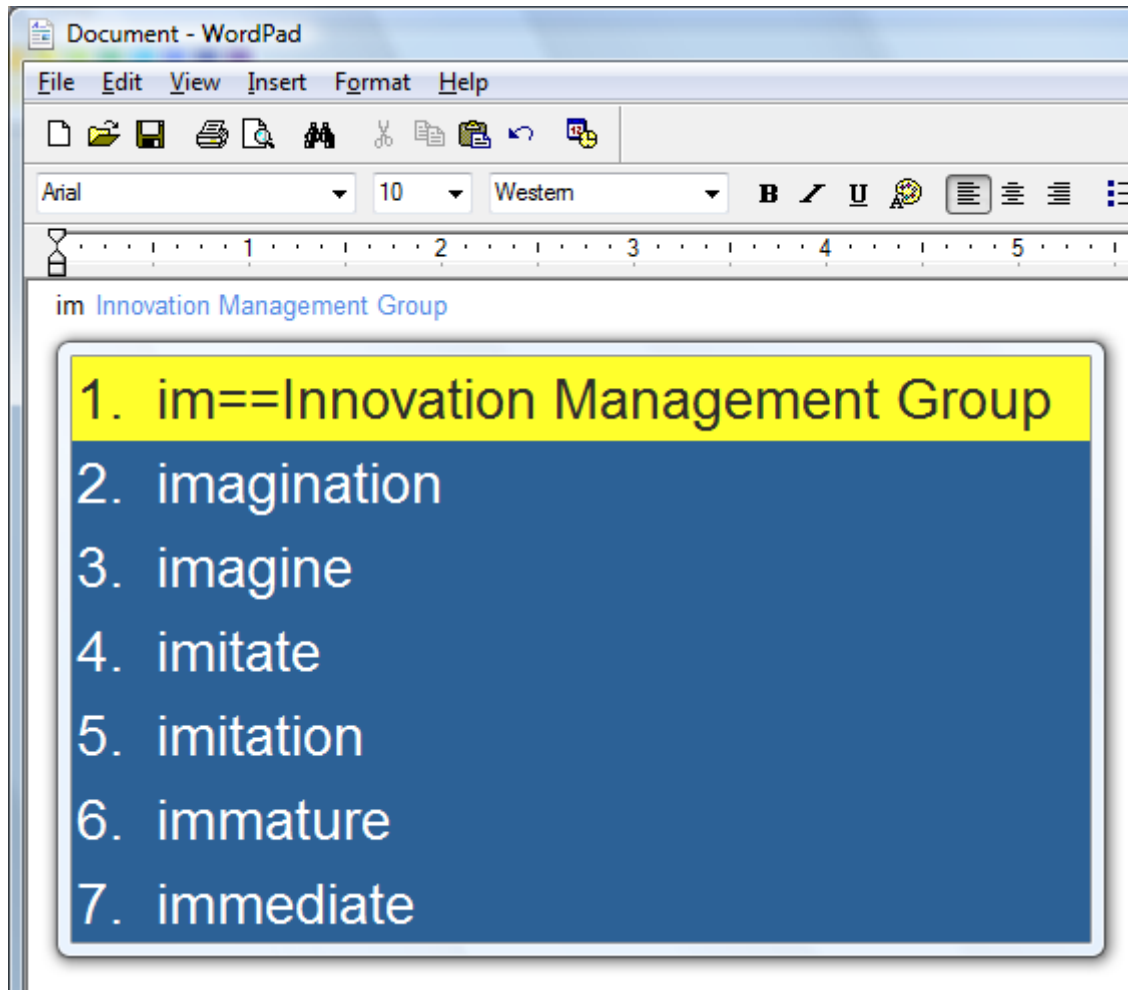 Document - WordPad
File Edit View Insert Format Help
Arial 10 Western B U
1 2 3 4 5
im Innovation Management Group
1. im==Innovation Management Group
2. imagination
3. imagine
4. imitate
5. imitation
6. immature
7. immediate